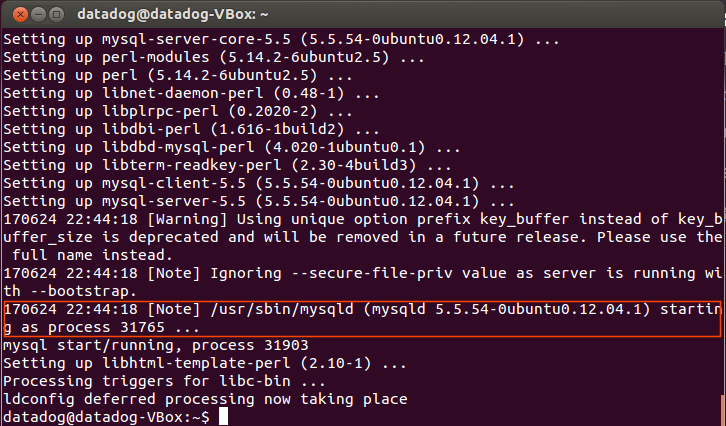 datadog@datadog-VBox: ~
Setting up mysql-server-core-5.5 (5.5.54-0ubuntu0.12.04.1) ...
Setting up perl-modules (5.14.2-6ubuntu2.5) ...
Setting up perl (5.14.2-6ubuntu2.5) ...
Setting up libnet-daemon-perl (0.48-1) ...
Setting up libplrpc-perl (0.2020-2) ...
Setting up libdbi-perl (1.616-1build2) ...
Setting up libdbd-mysql-perl (4.020-1ubuntu0.1) ...
Setting up libterm-readkey-perl (2.30-4build3) ...
Setting up mysql-client-5.5 (5.5.54-0ubuntu0.12.04.1) ...
Setting up mysql-server-5.5 (5.5.54-0ubuntu0.12.04.1) ...
170624 22:44:18 [Warning] Using unique option prefix key_buffer instead of key_b
uffer_size is deprecated and will be removed in a future release. Please use the
 full name instead.
170624 22:44:18 [Note] Ignoring --secure-file-priv value as server is running wi
th --bootstrap.
170624 22:44:18 [Note] /usr/sbin/mysqld (mysqld 5.5.54-0ubuntu0.12.04.1) startin
g as process 31765 ...
mysql start/running, process 31903
Setting up libhtml-template-perl (2.10-1) ...
Processing triggers for libc-bin ...
ldconfig deferred processing now taking place
datadog@datadog-VBox:~$